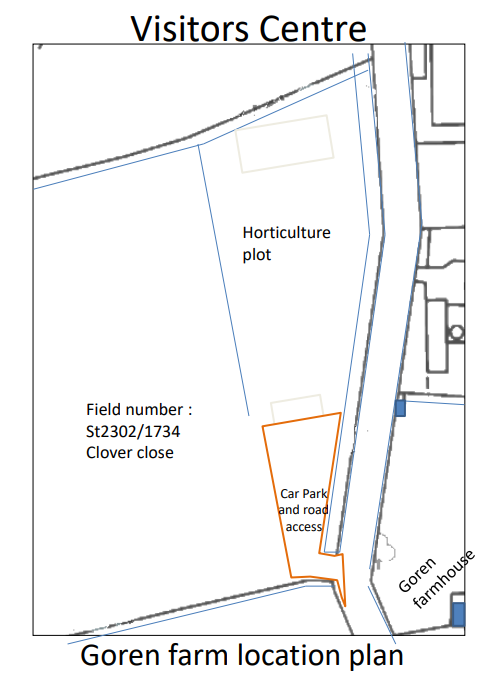 Visitors Centre
Horticulture
plot
Field number :
St2302/1734
Clover close
Car Park
and road
access
Goren
farmhouse
Goren farm location plan